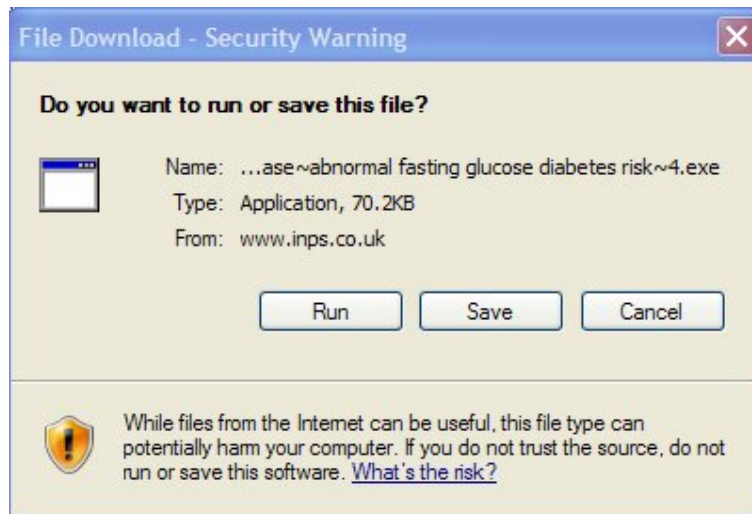 File Download - Security Warning
Do you want to run or save this file?
Name: ...ase~abnormal fasting glucose diabetes risk~4.exe
Type: Application, 70.2KB
From: www.inps.co.uk
Run Save Cancel
While files from the Internet can be useful, this file type can
potentially harm your computer. If you do not trust the source, do not
run or save this software. What's the risk?